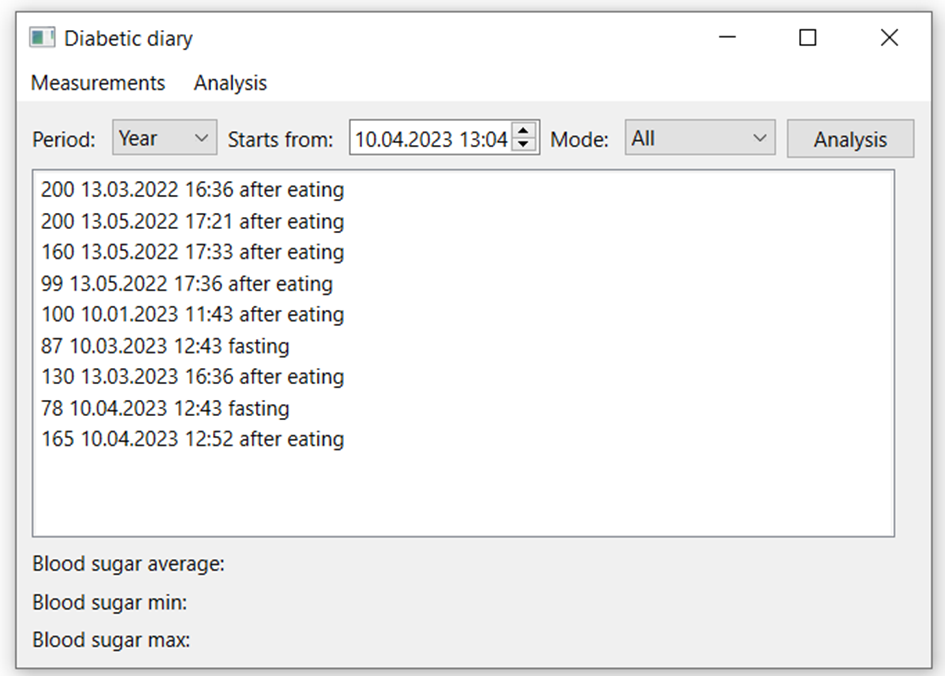 Diabetic diary
Measurements Analysis
Period: Year Starts from: 10.04.2023 13:04 Mode: All Analysis
200 13.03.2022 16:36 after eating
200 13.05.2022 17:21 after eating
160 13.05.2022 17:33 after eating
99 13.05.2022 17:36 after eating
100 10.01.2023 11:43 after eating
87 10.03.2023 12:43 fasting
130 13.03.2023 16:36 after eating
78 10.04.2023 12:43 fasting
165 10.04.2023 12:52 after eating
Blood sugar average:
Blood sugar min:
Blood sugar max: